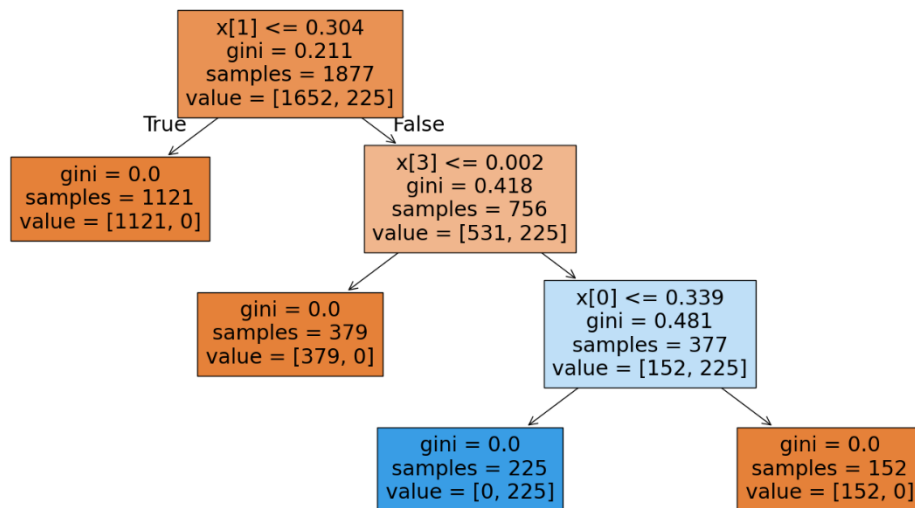 x[1] <= 0.304
gini = 0.211
samples = 1877
value = [1652, 225]
True
False
gini = 0.0
samples = 1121
value = [1121, 0]
x[3] <= 0.002
gini = 0.418
samples = 756
value = [531, 225]
gini = 0.0
samples = 379
value = [379, 0]
x[0] <= 0.339
gini = 0.481
samples = 377
value = [152, 225]
gini = 0.0
samples = 225
value = [0, 225]
gini = 0.0
samples = 152
value = [152, 0]